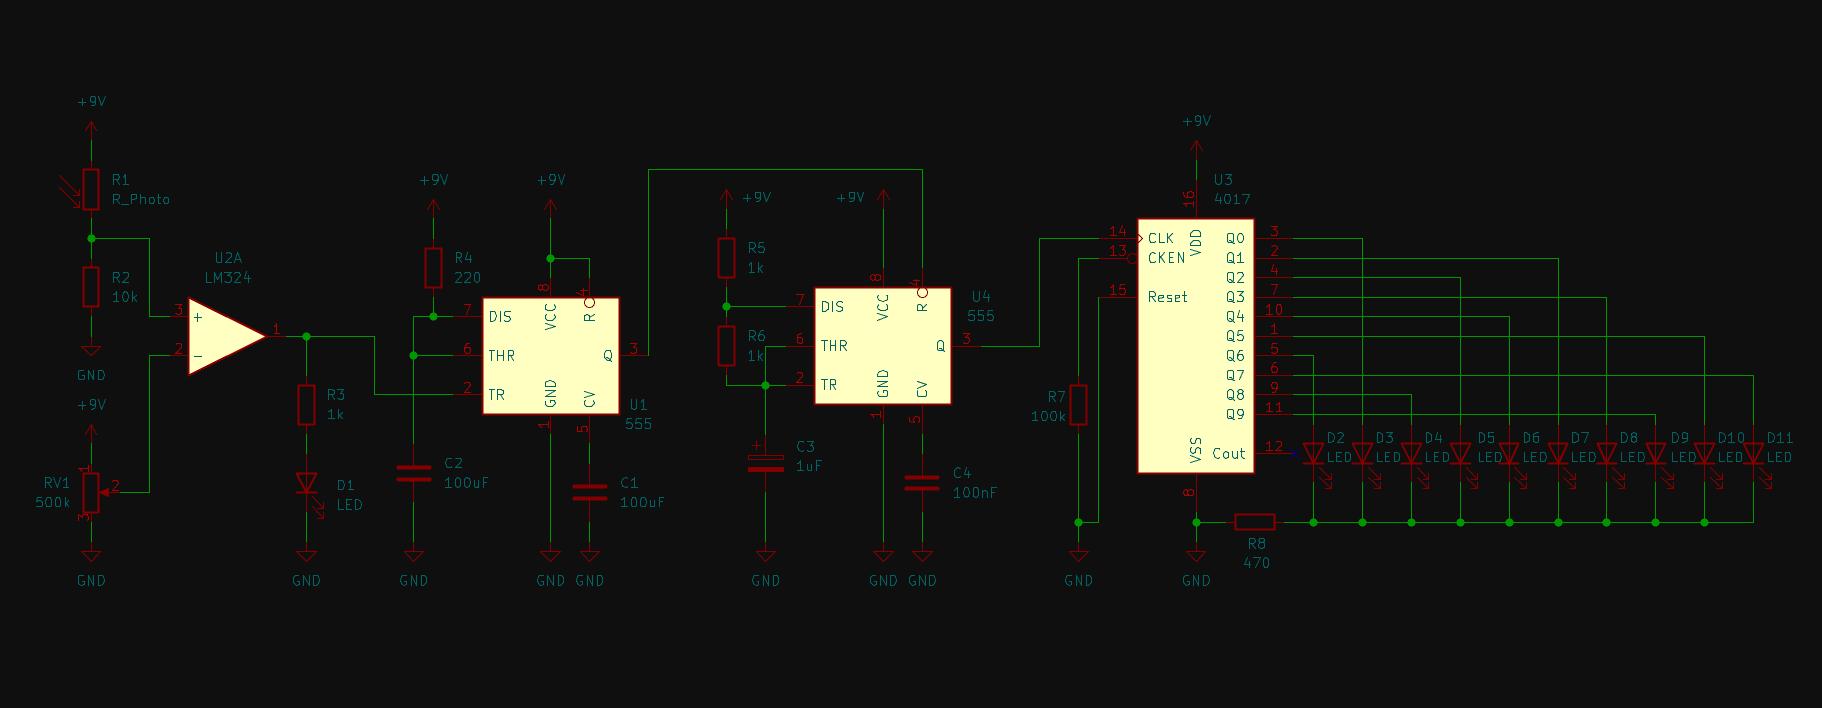 +9V
R1
R_Photo
R2
10k
GND
+9V
1
RV1
500k
2
3
GND
U2A
LM324
3
+
2
−
1
R3
1k
D1
LED
GND
+9V
R4
220
+9V
8
4
7
DIS
VCC
R
6
THR
Q
3
2
TR
GND
CV
1
5
U1
555
C2
100uF
C1
100uF
GND
GND
GND
+9V
+9V
R5
1k
R6
1k
8
4
7
DIS
VCC
R
U4
555
6
THR
Q
3
2
TR
GND
CV
1
5
+
C3
1uF
C4
100nF
GND
GND
GND
+9V
U3
4017
16
14
CLK
VDD
Q0
3
13
CKEN
Q1
2
Q2
4
15
Reset
Q3
7
Q4
10
Q5
1
Q6
5
Q7
6
Q8
9
Q9
11
VSS
Cout
12
8
R7
100k
GND
GND
R8
470
D2
LED
D3
LED
D4
LED
D5
LED
D6
LED
D7
LED
D8
LED
D9
LED
D10
LED
D11
LED